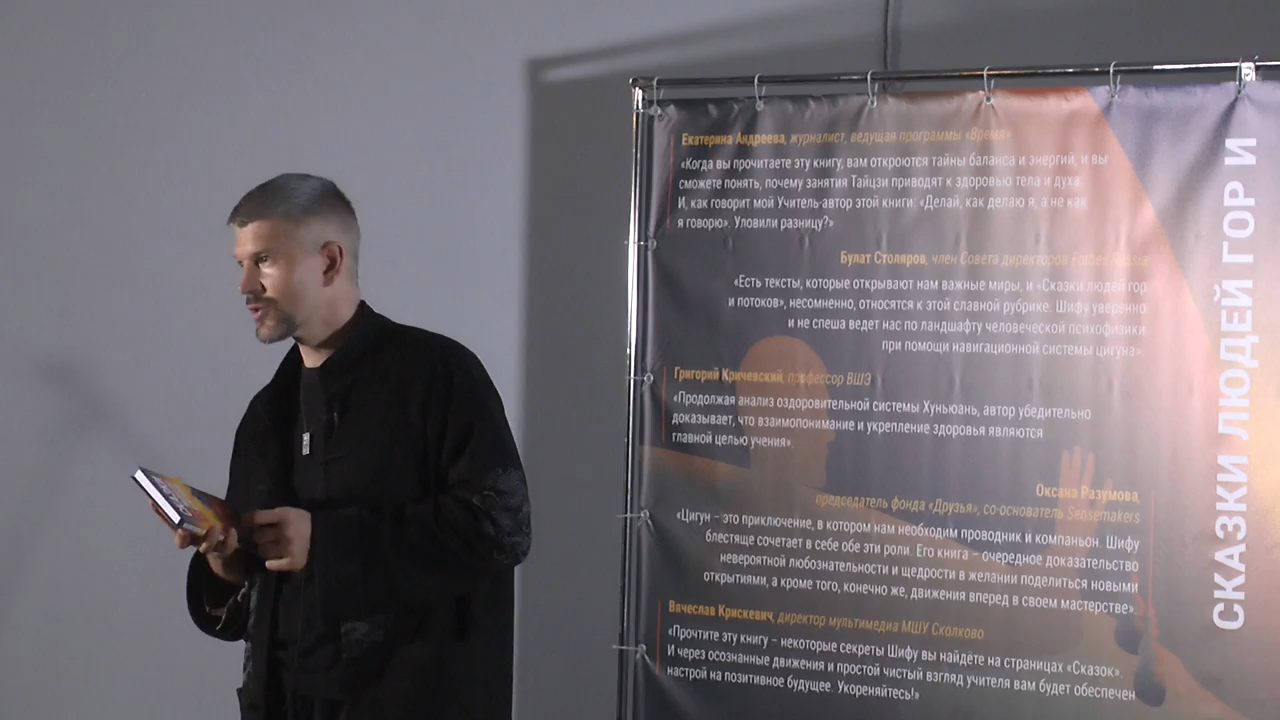 Екатерина Андреева, журналист, ведущая программы «Время»
«Когда вы прочитаете эту книгу, вам откроются тайны баланса и энергий, и вы
сможете понять, почему занятия Тайцзи приводят к здоровью тела и духа.
И, как говорит мой Учитель-автор этой книги: «Делай, как делаю я, а не как
я говорю». Уловили разницу?»
Булат Столяров, член Совета директоров Forbes Russia
«Есть тексты, которые открывают нам важные миры, и «Сказки людей гор
и потоков», несомненно, относятся к этой славной рубрике. Шифу уверенно
и не спеша ведет нас по ландшафту человеческой психофизики
при помощи навигационной системы цигуна».
Григорий Кричевский, профессор ВШЭ
«Продолжая анализ оздоровительной системы Хуньюань, автор убедительно
доказывает, что взаимопонимание и укрепление здоровья являются
главной целью учения».
Оксана Разумова,
председатель фонда «Друзья», со-основатель Sensemakers
«Цигун – это приключение, в котором нам необходим проводник и компаньон. Шифу
блестяще сочетает в себе обе эти роли. Его книга – очередное доказательство
невероятной любознательности и щедрости в желании поделиться новыми
открытиями, а кроме того, конечно же, движения вперед в своем мастерстве».
Вячеслав Крискевич, директор мультимедиа МШУ Сколково
«Прочтите эту книгу – некоторые секреты Шифу вы найдёте на страницах «Сказок».
И через осознанные движения и простой чистый взгляд учителя вам будет обеспечен
настрой на позитивное будущее. Укореняйтесь!»
СКАЗКИ ЛЮДЕЙ ГОР И